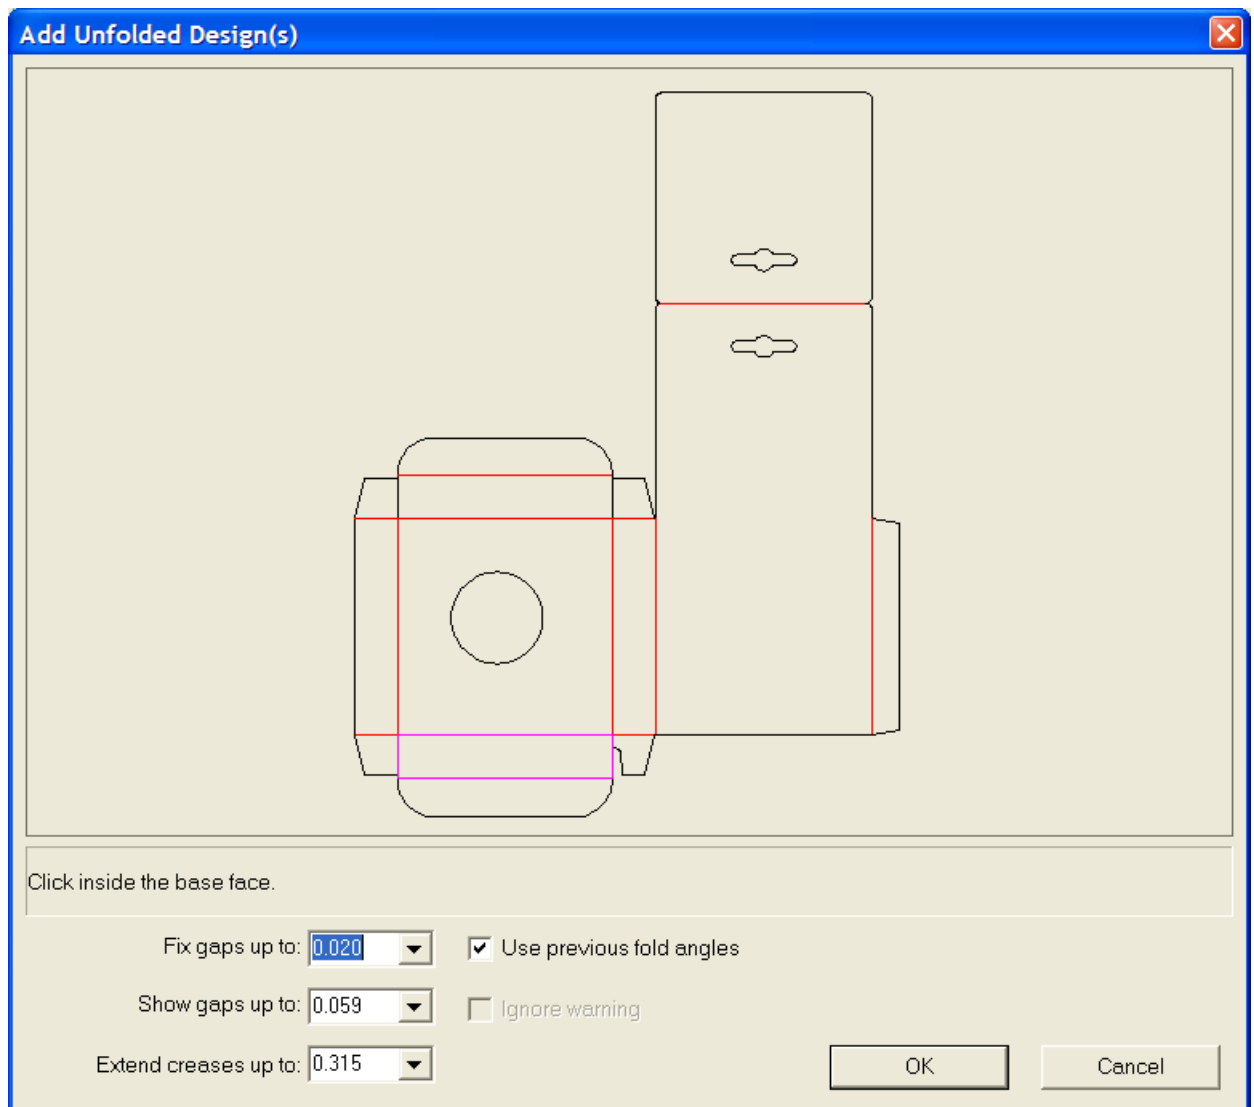 Add Unfolded Design(s)
Click inside the base face.
Fix gaps up to: 0.020 Use previous fold angles
Show gaps up to: 0.059 Ignore warning
Extend creases up to: 0.315 OK Cancel